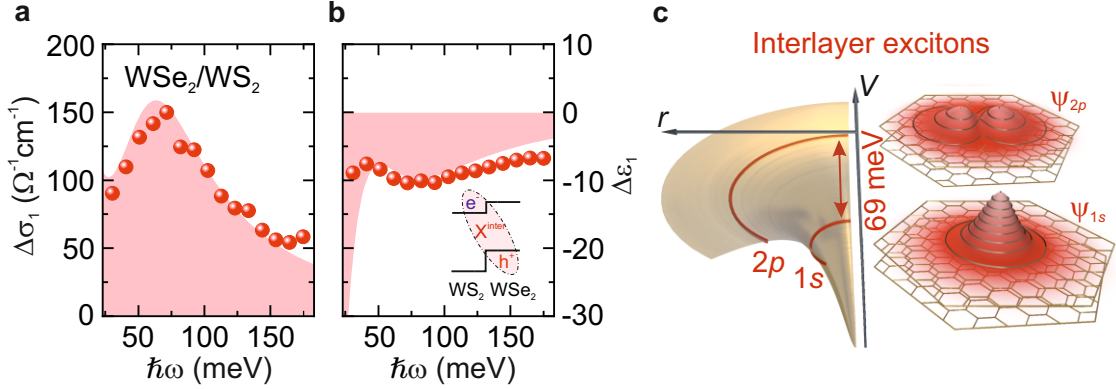 a
200
150
100
50
0
Δσ₁ (Ω⁻¹cm⁻¹)
WSe₂/WS₂
50 100 150
ℏω (meV)
b
10
0
-10
-20
-30
Δε₁
e⁻
X^inter
h⁺
WS₂ WSe₂
50 100 150
ℏω (meV)
c
Interlayer excitons
V
r
69 meV
2p
1s
Ψ₂ₚ
Ψ₁ₛ